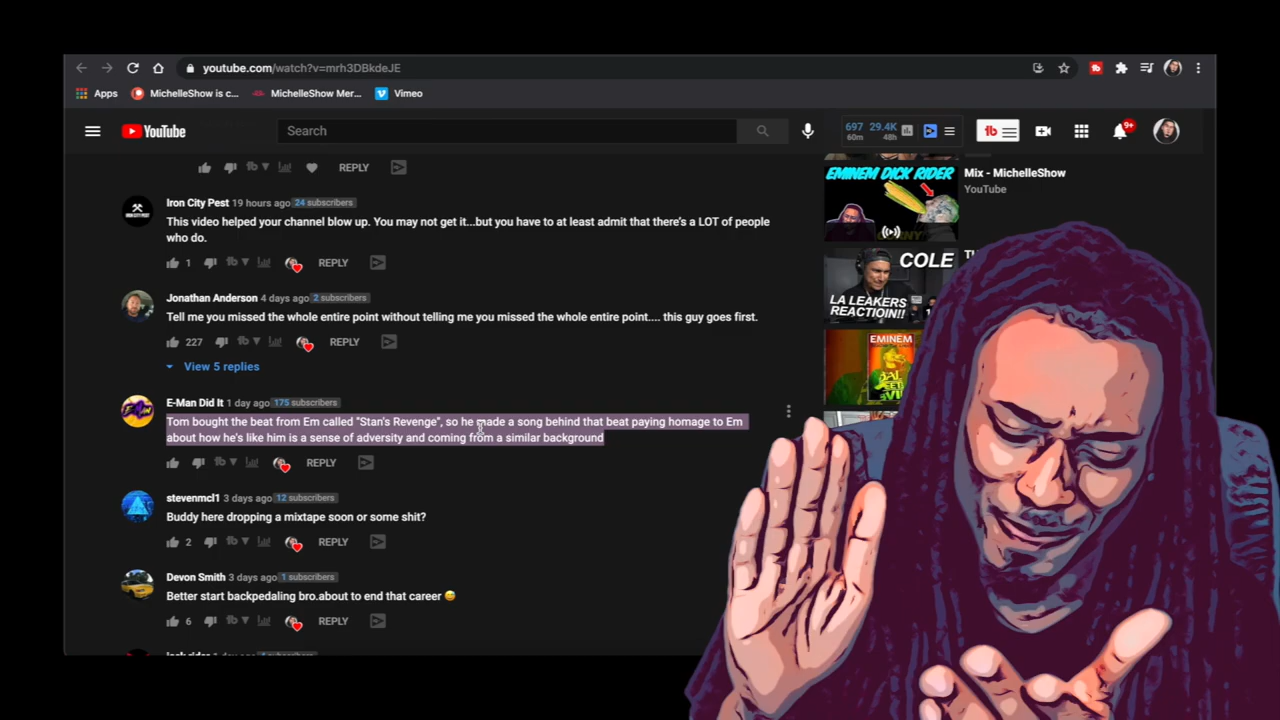 youtube.com/watch?v=mrh3DBkdeJE
Apps MichelleShow is c... MichelleShow Mer... Vimeo
YouTube Search 697 29.4K
60m 48h
tb 9+
REPLY
Iron City Pest 19 hours ago 24 subscribers
This video helped your channel blow up. You may not get it...but you have to at least admit that there's a LOT of people
who do.
1 REPLY
Jonathan Anderson 4 days ago 2 subscribers
Tell me you missed the whole entire point without telling me you missed the whole entire point.... this guy goes first.
227 REPLY
View 5 replies
E-Man Did It 1 day ago 175 subscribers
Tom bought the beat from Em called "Stan's Revenge", so he made a song behind that beat paying homage to Em
about how he's like him is a sense of adversity and coming from a similar background
REPLY
stevenmcl1 3 days ago 12 subscribers
Buddy here dropping a mixtape soon or some shit?
2 REPLY
Devon Smith 3 days ago 1 subscribers
Better start backpedaling bro.about to end that career 😅
6 REPLY
EMINEM DICK RIDER
Mix - MichelleShow
YouTube
COLE
LA LEAKERS
REACTION!!
EMINEM